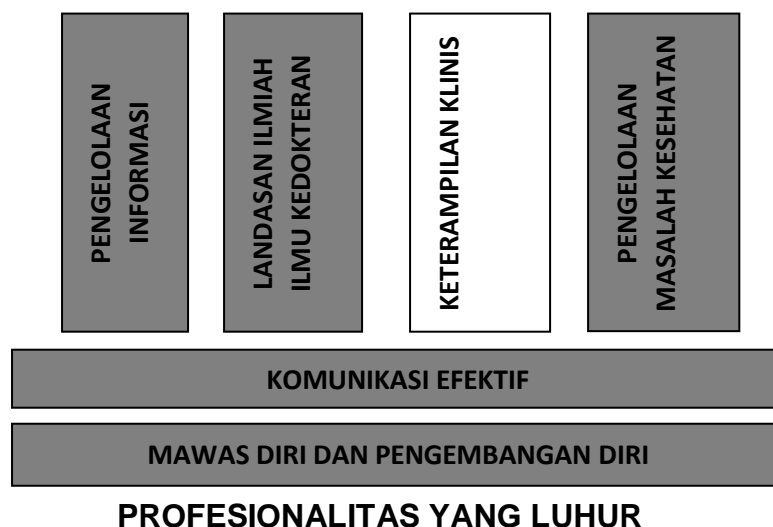 PENGELOLAAN
INFORMASI
LANDASAN ILMIAH
ILMU KEDOKTERAN
KETERAMPILAN KLINIS
PENGELOLAAN
MASALAH KESEHATAN
KOMUNIKASI EFEKTIF
MAWAS DIRI DAN PENGEMBANGAN DIRI
PROFESIONALITAS YANG LUHUR